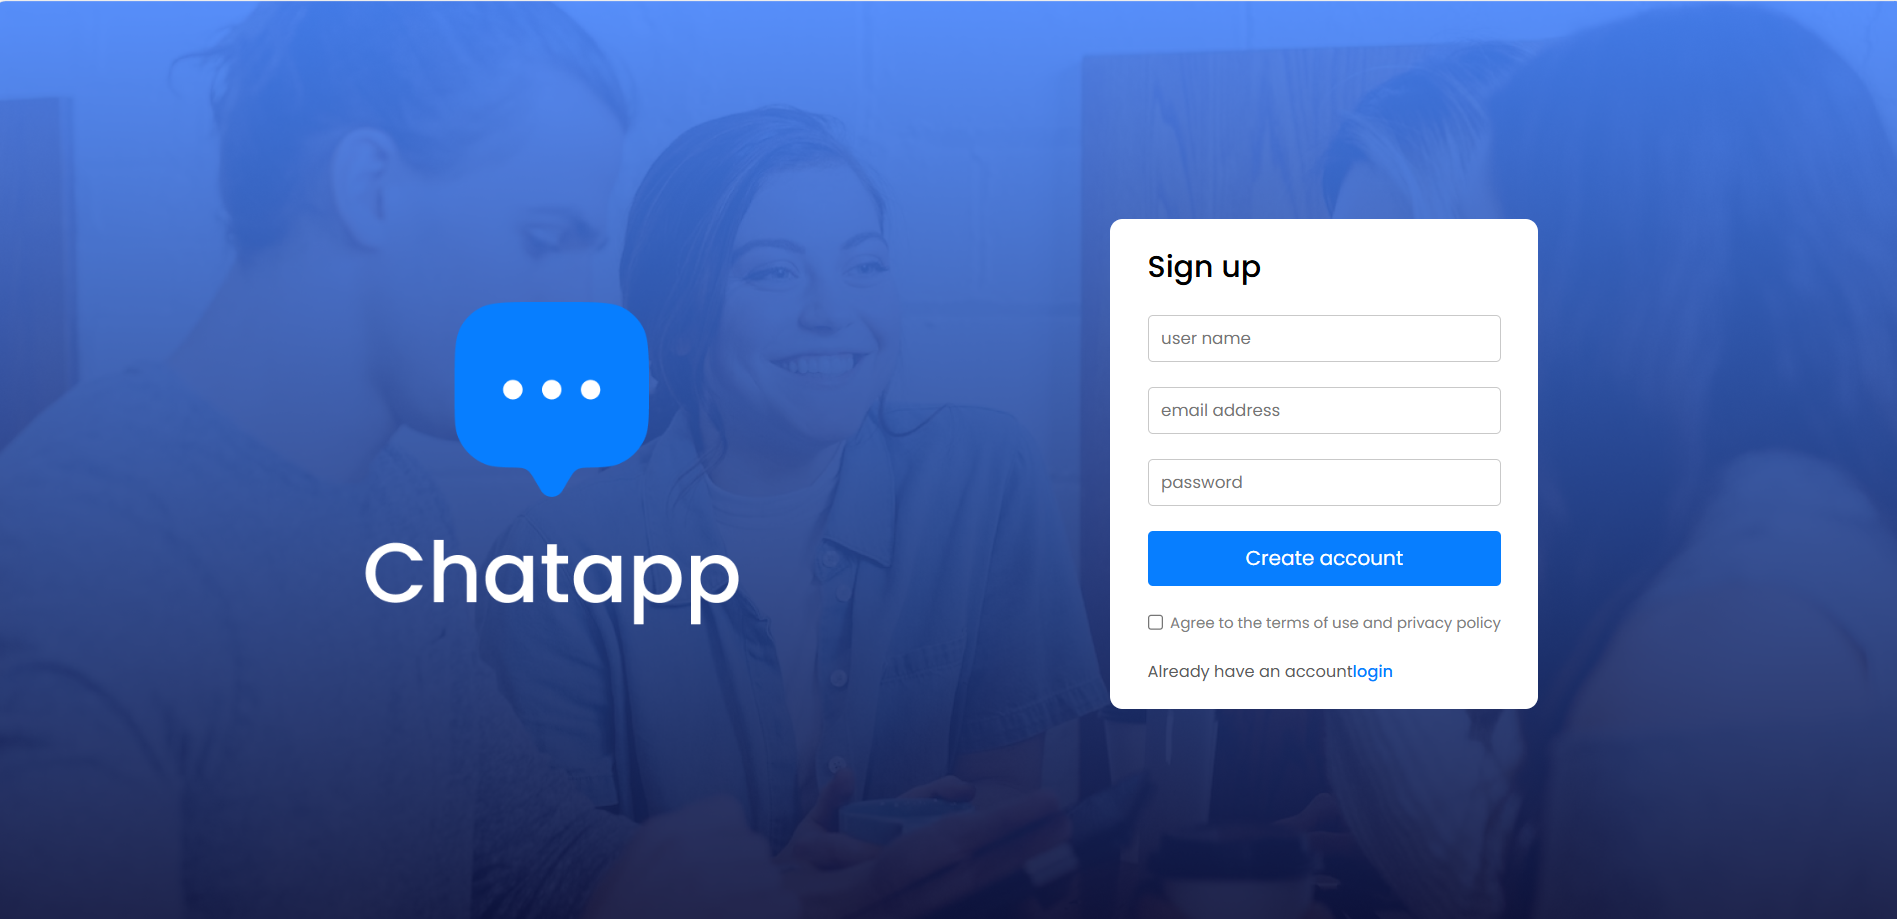 Chatapp
Sign up
user name
email address
password
Create account
Agree to the terms of use and privacy policy
Already have an accountlogin